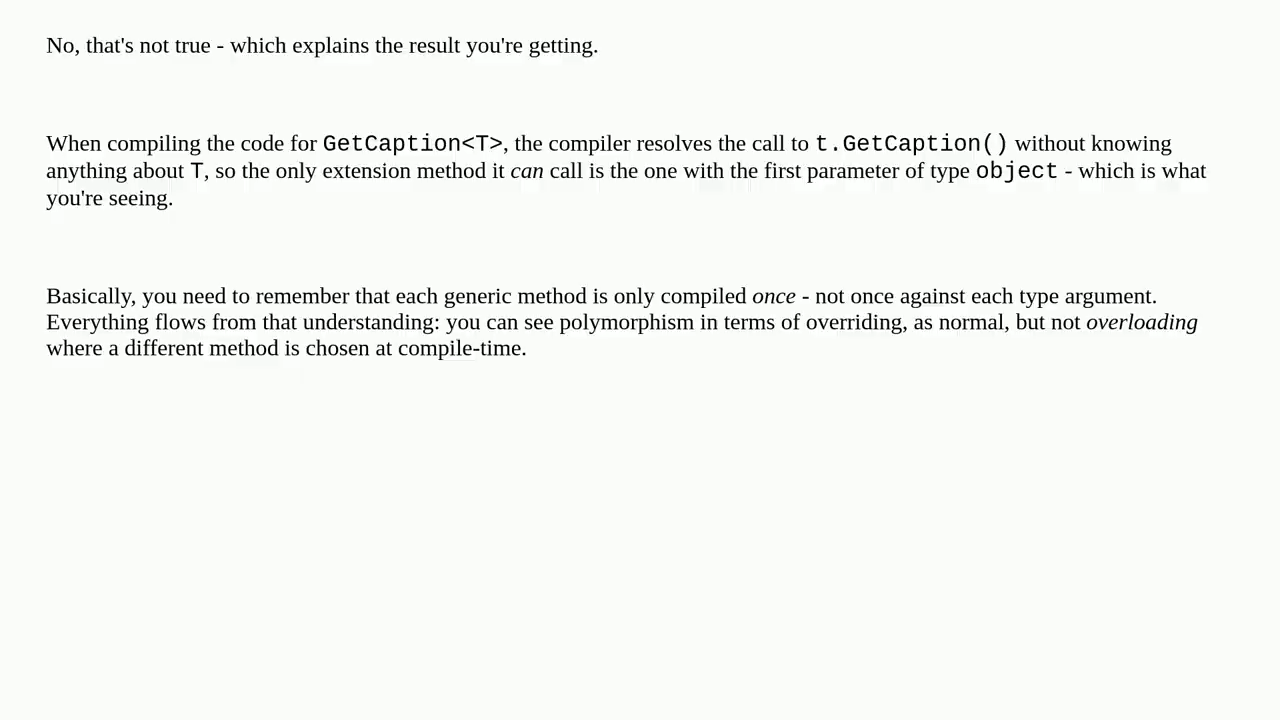 No, that's not true - which explains the result you're getting.
When compiling the code for GetCaption<T>, the compiler resolves the call to t.GetCaption() without knowing
anything about T, so the only extension method it can call is the one with the first parameter of type object - which is what
you're seeing.
Basically, you need to remember that each generic method is only compiled once - not once against each type argument.
Everything flows from that understanding: you can see polymorphism in terms of overriding, as normal, but not overloading
where a different method is chosen at compile-time.